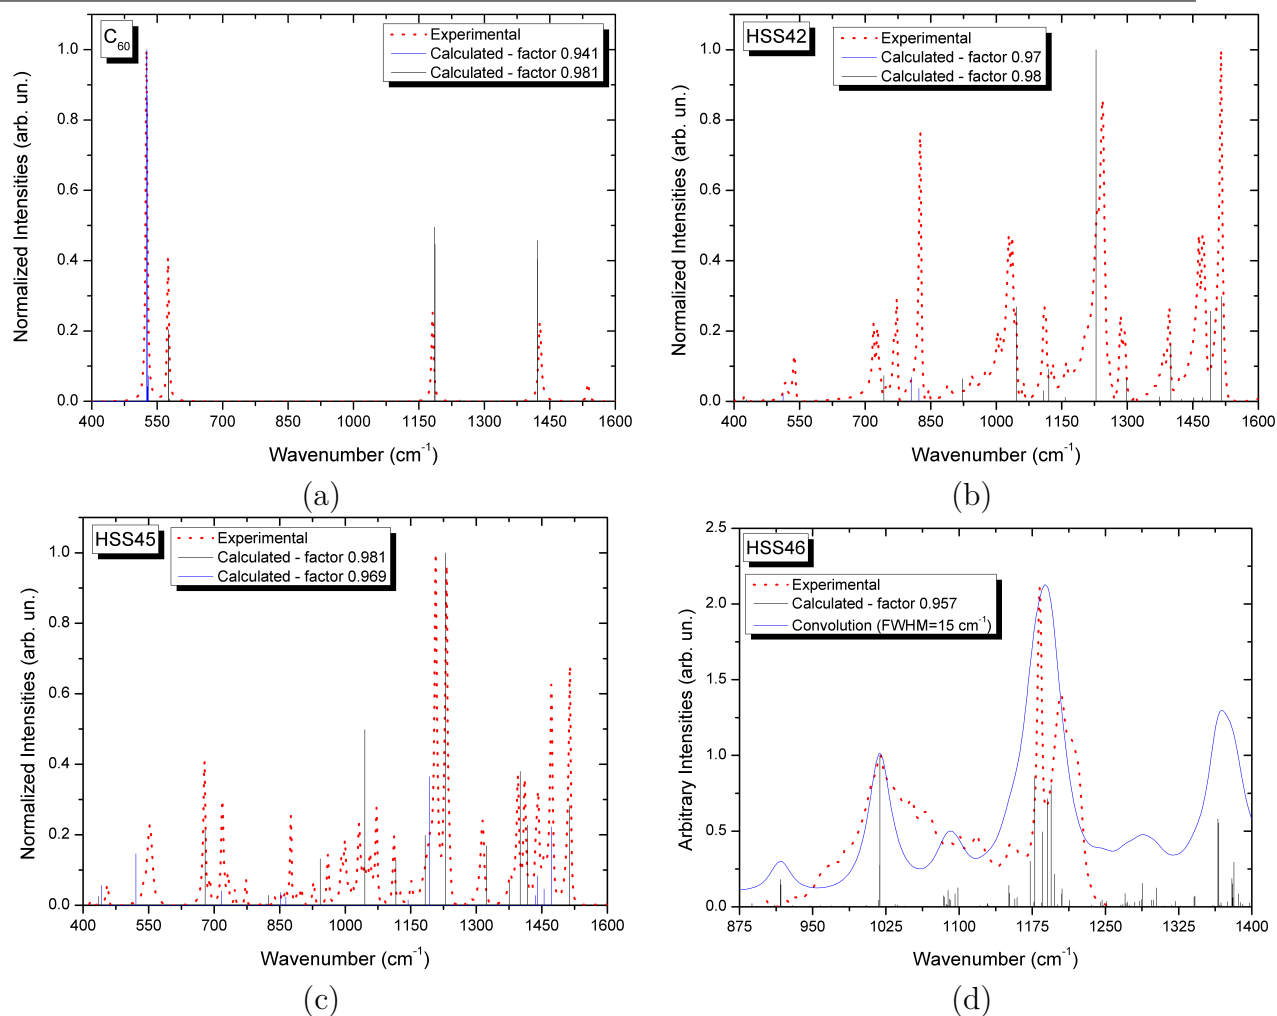 C60
Experimental
Calculated - factor 0.941
Calculated - factor 0.981
Normalized Intensities (arb. un.)
1.0
0.8
0.6
0.4
0.2
0.0
400 550 700 850 1000 1150 1300 1450 1600
Wavenumber (cm-1)
(a)
HSS42
Experimental
Calculated - factor 0.97
Calculated - factor 0.98
Normalized Intensities (arb. un.)
1.0
0.8
0.6
0.4
0.2
0.0
400 550 700 850 1000 1150 1300 1450 1600
Wavenumber (cm-1)
(b)
HSS45
Experimental
Calculated - factor 0.981
Calculated - factor 0.969
Normalized Intensities (arb. un.)
1.0
0.8
0.6
0.4
0.2
0.0
400 550 700 850 1000 1150 1300 1450 1600
Wavenumber (cm-1)
(c)
HSS46
Experimental
Calculated - factor 0.957
Convolution (FWHM=15 cm-1)
Arbitrary Intensities (arb. un.)
2.5
2.0
1.5
1.0
0.5
0.0
875 950 1025 1100 1175 1250 1325 1400
Wavenumber (cm-1)
(d)